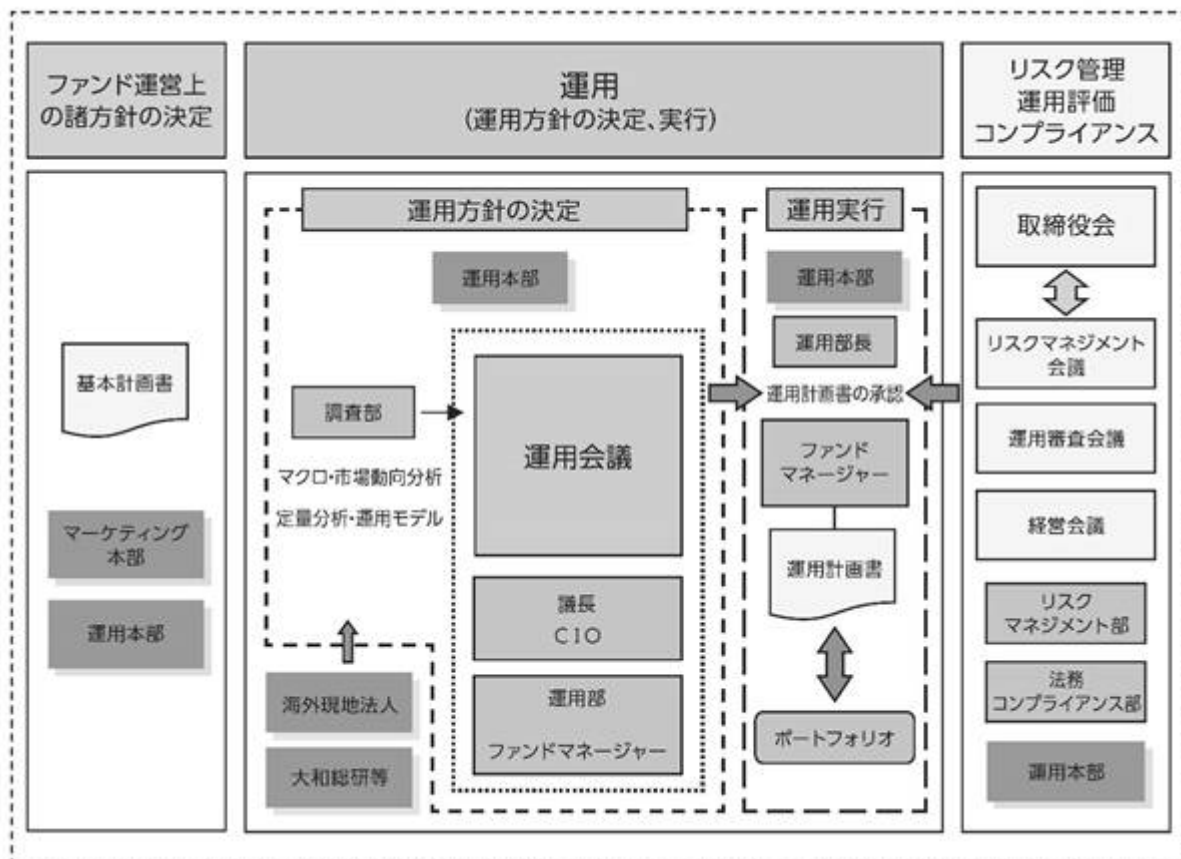 ファンド運営上
の諸方針の決定
運用
(運用方針の決定、実行)
リスク管理
運用評価
コンプライアンス
基本計画書
マーケティング
本部
運用本部
運用方針の決定
運用本部
調査部
マクロ・市場動向分析
定量分析・運用モデル
運用会議
議長
CIO
運用部
ファンドマネージャー
海外現地法人
大和総研等
運用実行
運用本部
運用部長
運用計画書の承認
ファンド
マネージャー
運用計画書
ポートフォリオ
取締役会
リスクマネジメント
会議
運用審査会議
経営会議
リスク
マネジメント部
法務
コンプライアンス部
運用本部